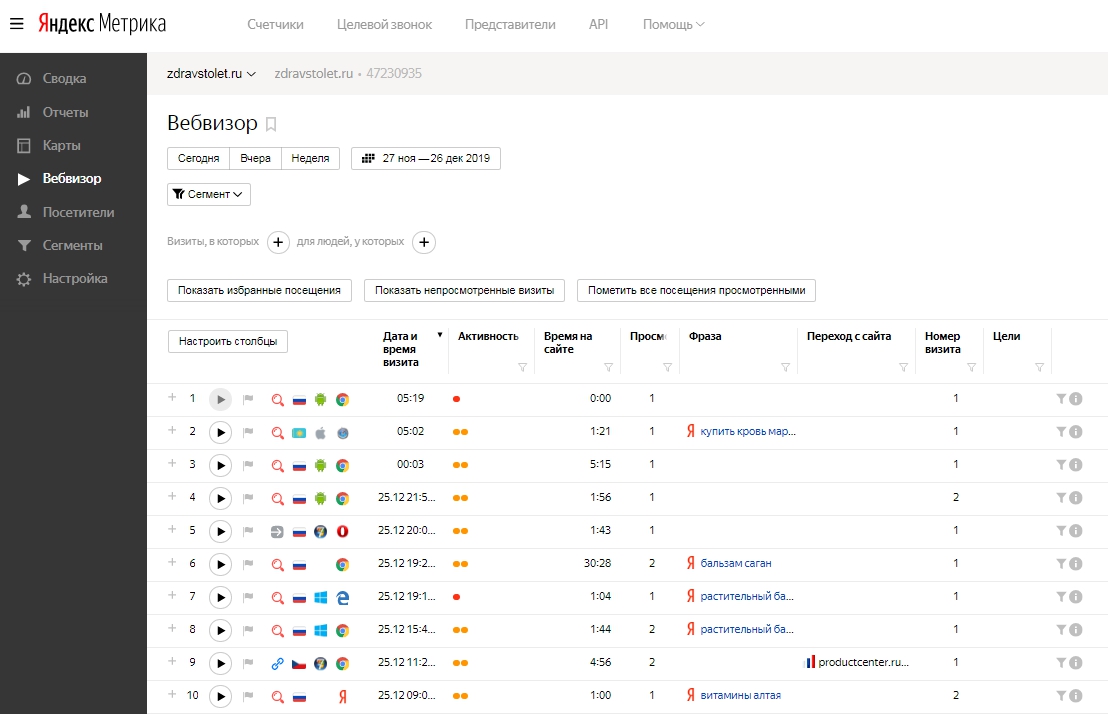 Яндекс Метрика Счетчики Целевой звонок Представители API Помощь
Сводка
Отчеты
Карты
Вебвизор
Посетители
Сегменты
Настройка
zdravstolet.ru zdravstolet.ru • 47230935
Вебвизор
Сегодня Вчера Неделя 27 ноя — 26 дек 2019
Сегмент
Визиты, в которых + для людей, у которых +
Показать избранные посещения Показать непросмотренные визиты Пометить все посещения просмотренными
Настроить столбцы
Дата и время визита Активность Время на сайте Просм Фраза Переход с сайта Номер визита Цели
1 05:19 0:00 1 1
2 05:02 1:21 1 Я купить кровь мар... 1
3 00:03 5:15 1 1
4 25.12 21:5... 1:56 1 2
5 25.12 20:0... 1:43 1 1
6 25.12 19:2... 30:28 2 Я бальзам саган 1
7 25.12 19:1... 1:04 1 Я растительный ба... 1
8 25.12 15:4... 1:44 2 Я растительный ба... 1
9 25.12 11:2... 4:56 2 productcenter.ru... 1
10 Я 25.12 09:0... 1:00 1 Я витамины алтая 2